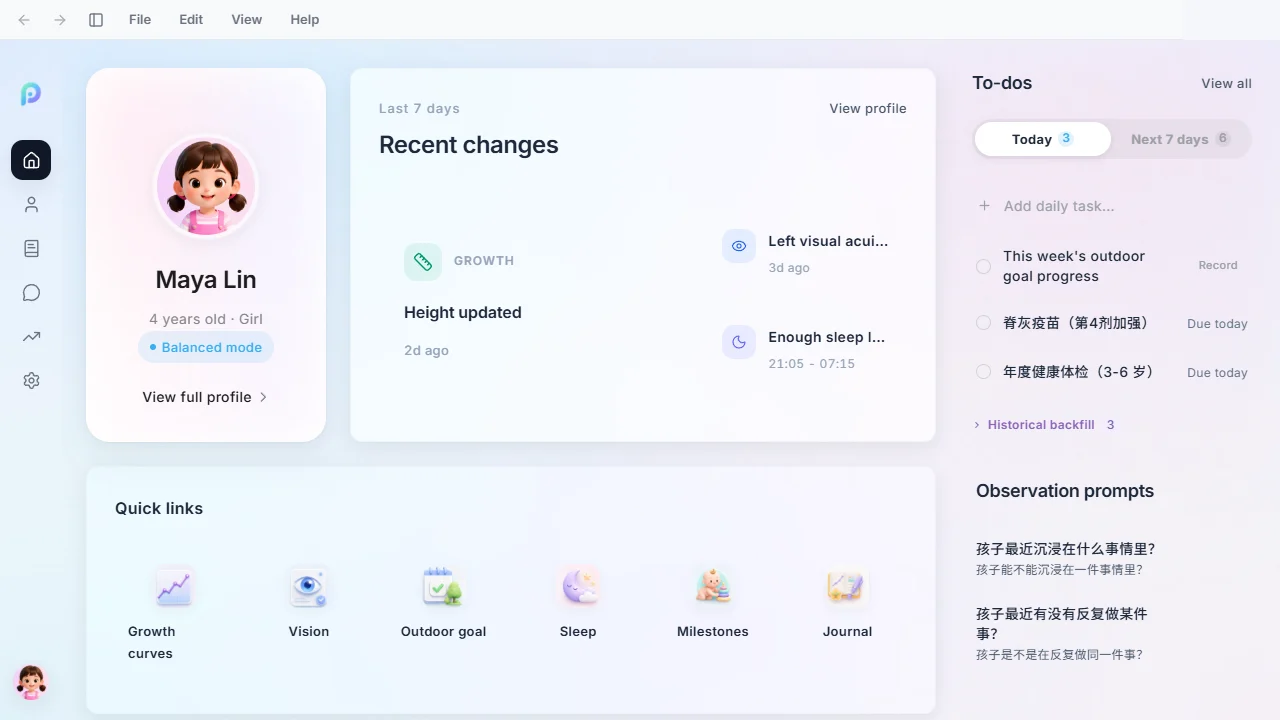 File Edit View Help
Maya Lin
4 years old · Girl
Balanced mode
View full profile
Last 7 days
View profile
Recent changes
GROWTH
Height updated
2d ago
Left visual acui...
3d ago
Enough sleep l...
21:05 - 07:15
Quick links
Growth
curves
Vision
Outdoor goal
Sleep
Milestones
Journal
To-dos
View all
Today 3
Next 7 days 6
Add daily task...
This week's outdoor
goal progress
Record
脊灰疫苗（第4剂加强）
Due today
年度健康体检（3-6 岁）
Due today
Historical backfill 3
Observation prompts
孩子最近沉浸在什么事情里？
孩子能不能沉浸在一件事情里？
孩子最近有没有反复做某件
事？
孩子是不是在反复做同一件事？